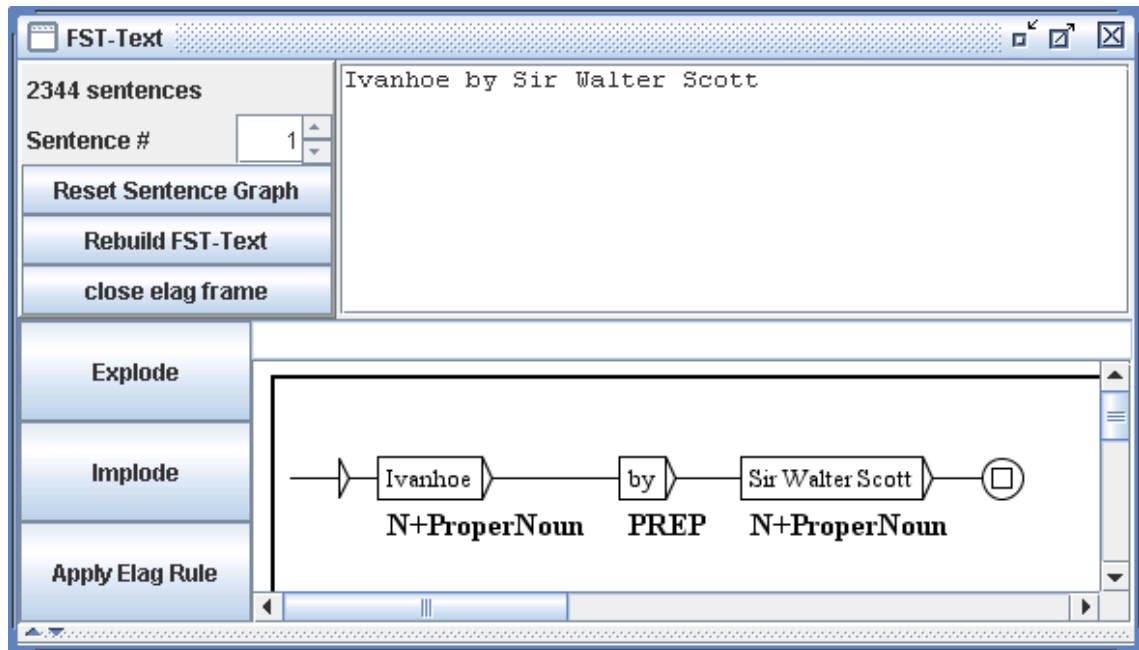 FST-Text
2344 sentences
Sentence # 1
Reset Sentence Graph
Rebuild FST-Text
close elag frame
Ivanhoe by Sir Walter Scott
Explode
Implode
Apply Elag Rule
Ivanhoe by Sir Walter Scott
N+ProperNoun PREP N+ProperNoun